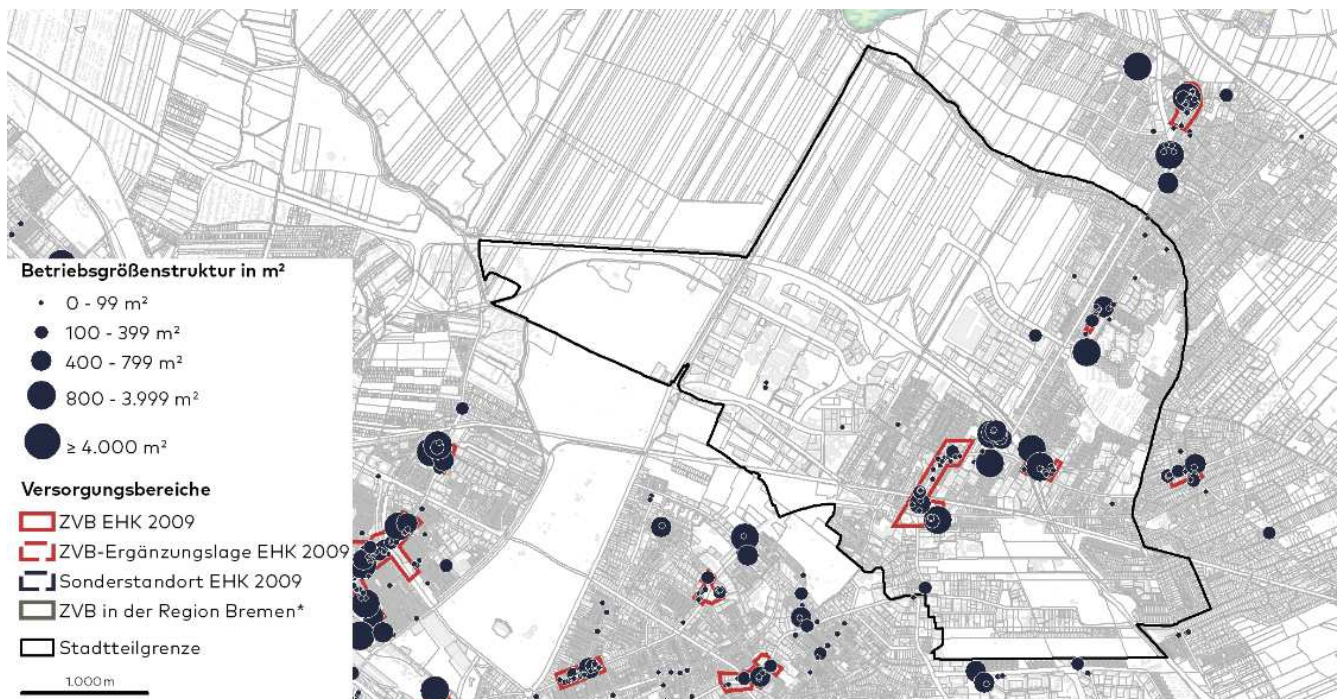 Betriebsgrößenstruktur in m²
0 - 99 m²
100 - 399 m²
400 - 799 m²
800 - 3.999 m²
≥ 4.000 m²
Versorgungsbereiche
ZVB EHK 2009
ZVB-Ergänzungslage EHK 2009
Sonderstandort EHK 2009
ZVB in der Region Bremen*
Stadtteilgrenze
1.000 m